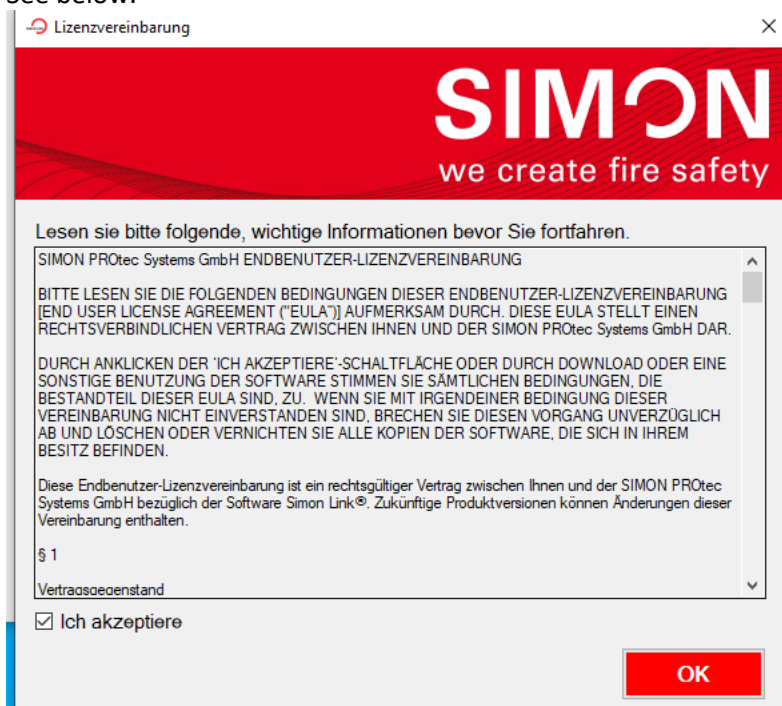 See below:
Lizenzvereinbarung
SIMON
we create fire safety
Lesen sie bitte folgende, wichtige Informationen bevor Sie fortfahren.
SIMON PROtec Systems GmbH ENDBENUTZER-LIZENZVEREINBARUNG
BITTE LESEN SIE DIE FOLGENDEN BEDINGUNGEN DIESER ENDBENUTZER-LIZENZVEREINBARUNG
[END USER LICENSE AGREEMENT ("EULA")] AUFMERKSAM DURCH. DIESE EULA STELLT EINEN
RECHTSVERBINDLICHEN VERTRAG ZWISCHEN IHNEN UND DER SIMON PROtec Systems GmbH DAR.
DURCH ANKLICKEN DER 'ICH AKZEPTIERE'-SCHALTFLÄCHE ODER DURCH DOWNLOAD ODER EINE
SONSTIGE BENUTZUNG DER SOFTWARE STIMMEN SIE SÄMTLICHEN BEDINGUNGEN, DIE
BESTANDTEIL DIESER EULA SIND, ZU. WENN SIE MIT IRGENDEINER BEDINGUNG DIESER
VEREINBARUNG NICHT EINVERSTANDEN SIND, BRECHEN SIE DIESEN VORGANG UNVERZÜGLICH
AB UND LÖSCHEN ODER VERNICHTEN SIE ALLE KOPIEN DER SOFTWARE, DIE SICH IN IHREM
BESITZ BEFINDEN.
Diese Endbenutzer-Lizenzvereinbarung ist ein rechtsgültiger Vertrag zwischen Ihnen und der SIMON PROtec
Systems GmbH bezüglich der Software Simon Link®. Zukünftige Produktversionen können Änderungen dieser
Vereinbarung enthalten.
§ 1
Vertragsgegenstand
Ich akzeptiere
OK